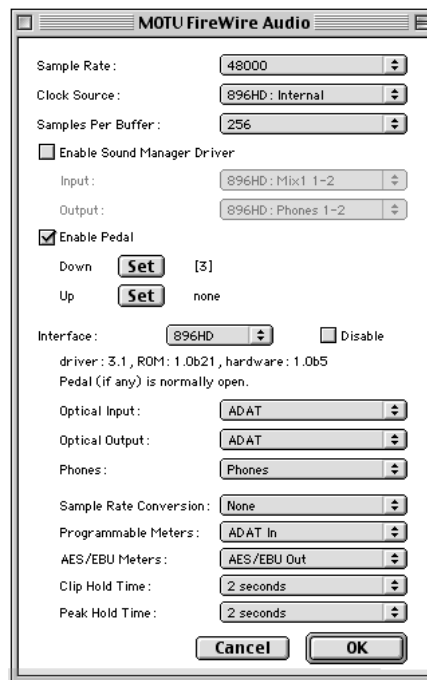 MOTU FireWire Audio
Sample Rate: 48000
Clock Source: 896HD: Internal
Samples Per Buffer: 256
Enable Sound Manager Driver
Input: 896HD: Mix1 1-2
Output: 896HD: Phones 1-2
Enable Pedal
Down Set [3]
Up Set none
Interface: 896HD Disable
driver: 3.1, ROM: 1.0b21, hardware: 1.0b5
Pedal (if any) is normally open.
Optical Input: ADAT
Optical Output: ADAT
Phones: Phones
Sample Rate Conversion: None
Programmable Meters: ADAT In
AES/EBU Meters: AES/EBU Out
Clip Hold Time: 2 seconds
Peak Hold Time: 2 seconds
Cancel OK